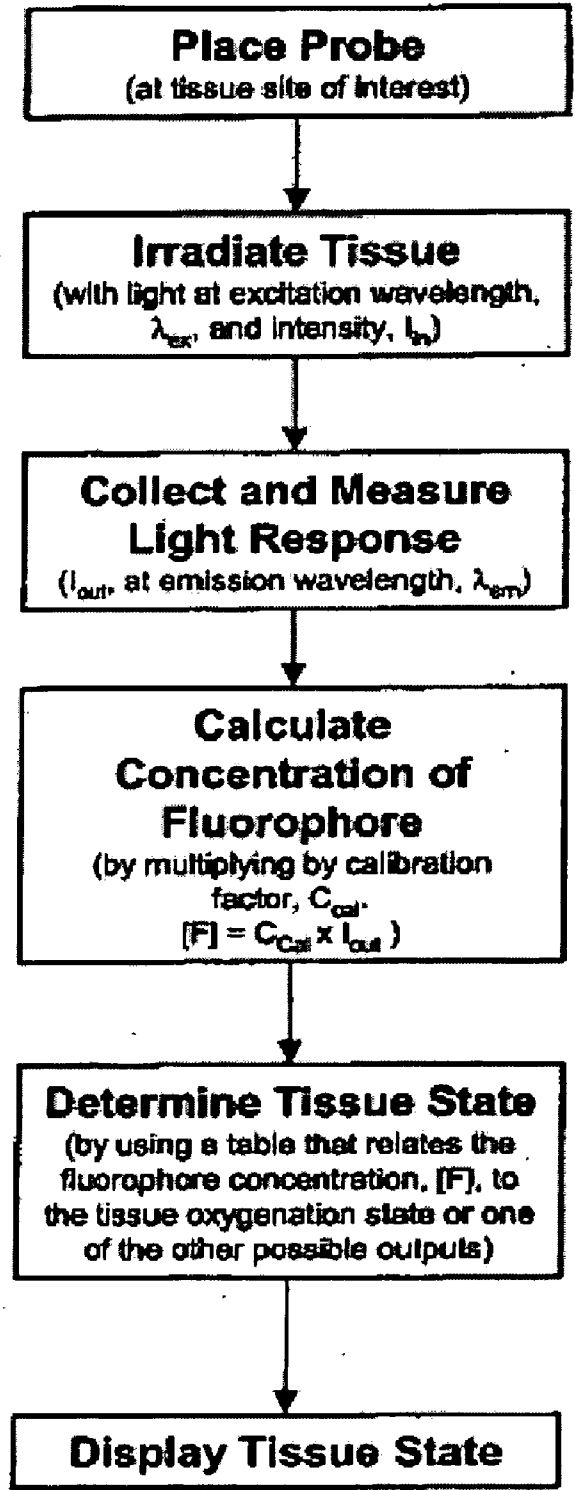 Place Probe
(at tissue site of interest)
Irradiate Tissue
(with light at excitation wavelength,
λex, and intensity, Iin)
Collect and Measure
Light Response
(Iout, at emission wavelength, λem)
Calculate
Concentration of
Fluorophore
(by multiplying by calibration
factor, Ccal.
[F] = CCal x Iout )
Determine Tissue State
(by using a table that relates the
fluorophore concentration, [F], to
the tissue oxygenation state or one
of the other possible outputs)
Display Tissue State